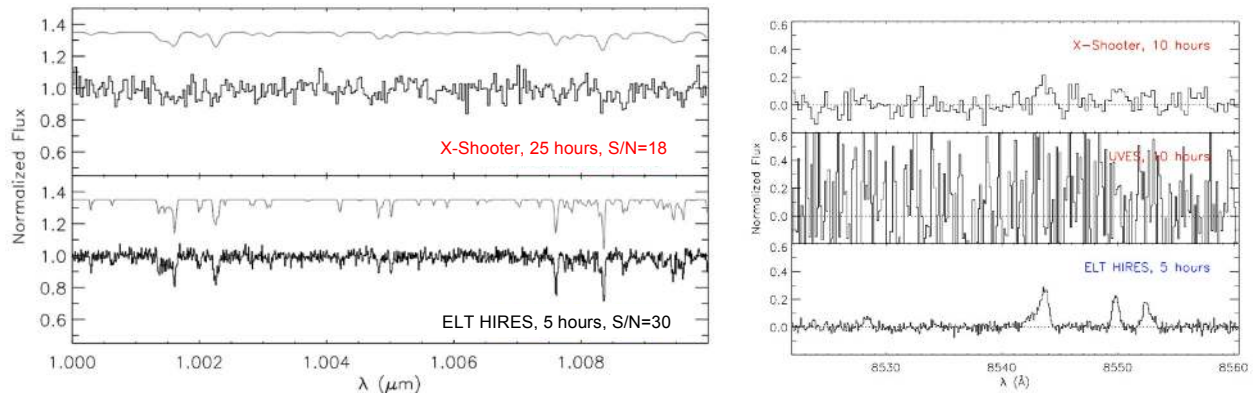 Normalized Flux
1.4
1.2
1.0
0.8
0.6
X-Shooter, 25 hours, S/N=18
Normalized Flux
1.4
1.2
1.0
0.8
0.6
ELT HIRES, 5 hours, S/N=30
1.000 1.002 1.004 1.006 1.008
λ (μm)
0.6
0.4
0.2
0.0
X-Shooter, 10 hours
Normalized Flux
0.6
0.4
0.2
0.0
UVES, 10 hours
0.6
0.4
0.2
0.0
ELT HIRES, 5 hours
8530 8540 8550 8560
λ (Å)